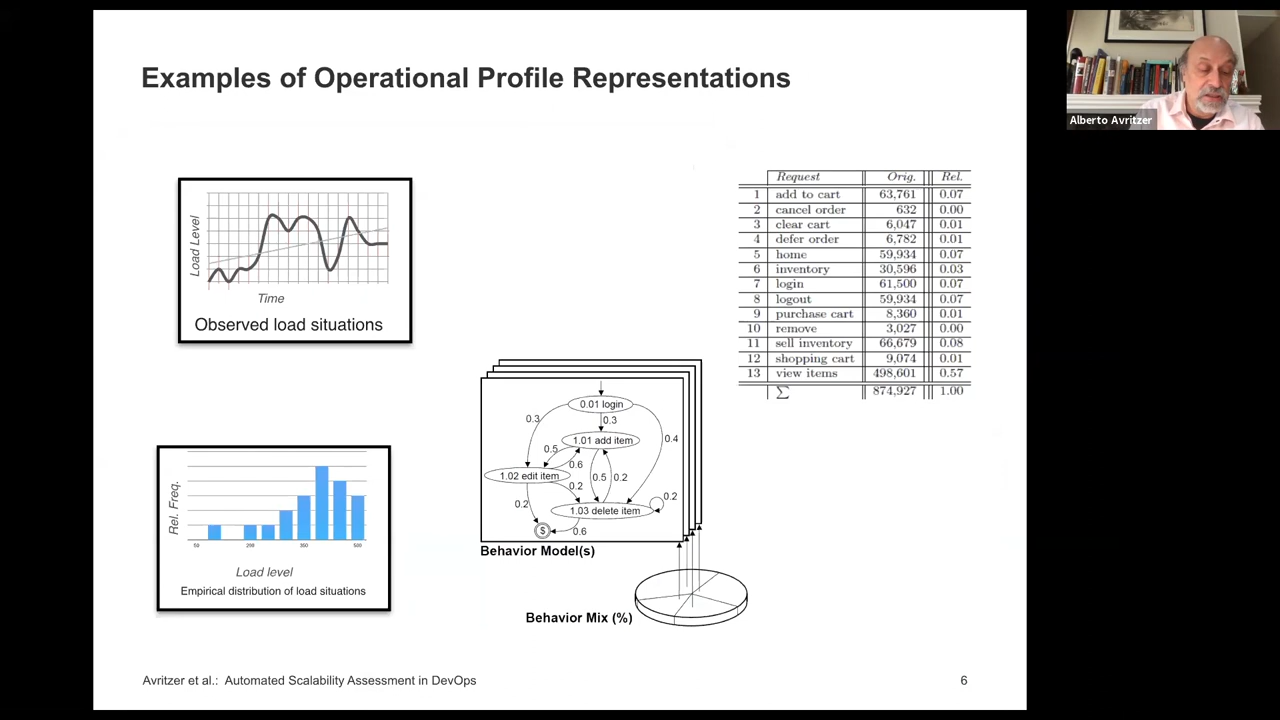 Examples of Operational Profile Representations
Alberto Avritzer
Load Level
Time
Observed load situations
Request Orig. Rel.
1 add to cart 63,761 0.07
2 cancel order 632 0.00
3 clear cart 6,047 0.01
4 defer order 6,782 0.01
5 home 59,934 0.07
6 inventory 30,596 0.03
7 login 61,500 0.07
8 logout 59,934 0.07
9 purchase cart 8,360 0.01
10 remove 3,027 0.00
11 sell inventory 66,679 0.08
12 shopping cart 9,074 0.01
13 view items 498,601 0.57
∑ 874,927 1.00
0.01 login
0.3
0.3
0.4
1.01 add item
0.5
0.6
1.02 edit item
0.5
0.2
0.2
0.2
0.2
1.03 delete item
S
0.6
Behavior Model(s)
Behavior Mix (%)
Rel. Freq.
50 200 350 500
Load level
Empirical distribution of load situations
Avritzer et al.: Automated Scalability Assessment in DevOps
6